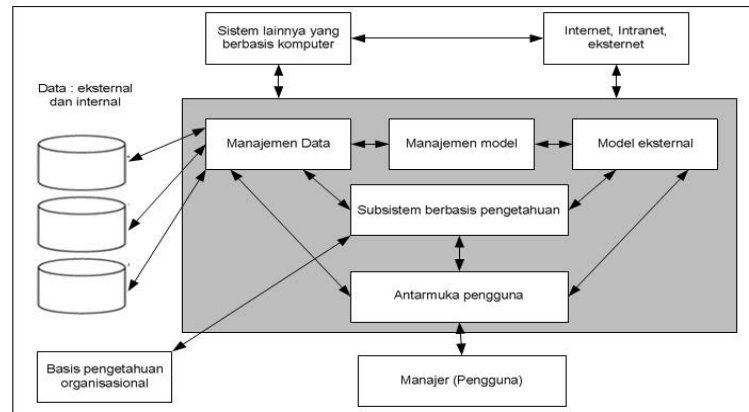 Sistem lainnya yang
berbasis komputer
Internet, Intranet,
eksternet
Data : eksternal
dan internal
Manajemen Data
Manajemen model
Model eksternal
Subsistem berbasis pengetahuan
Antarmuka pengguna
Basis pengetahuan
organisasional
Manajer (Pengguna)